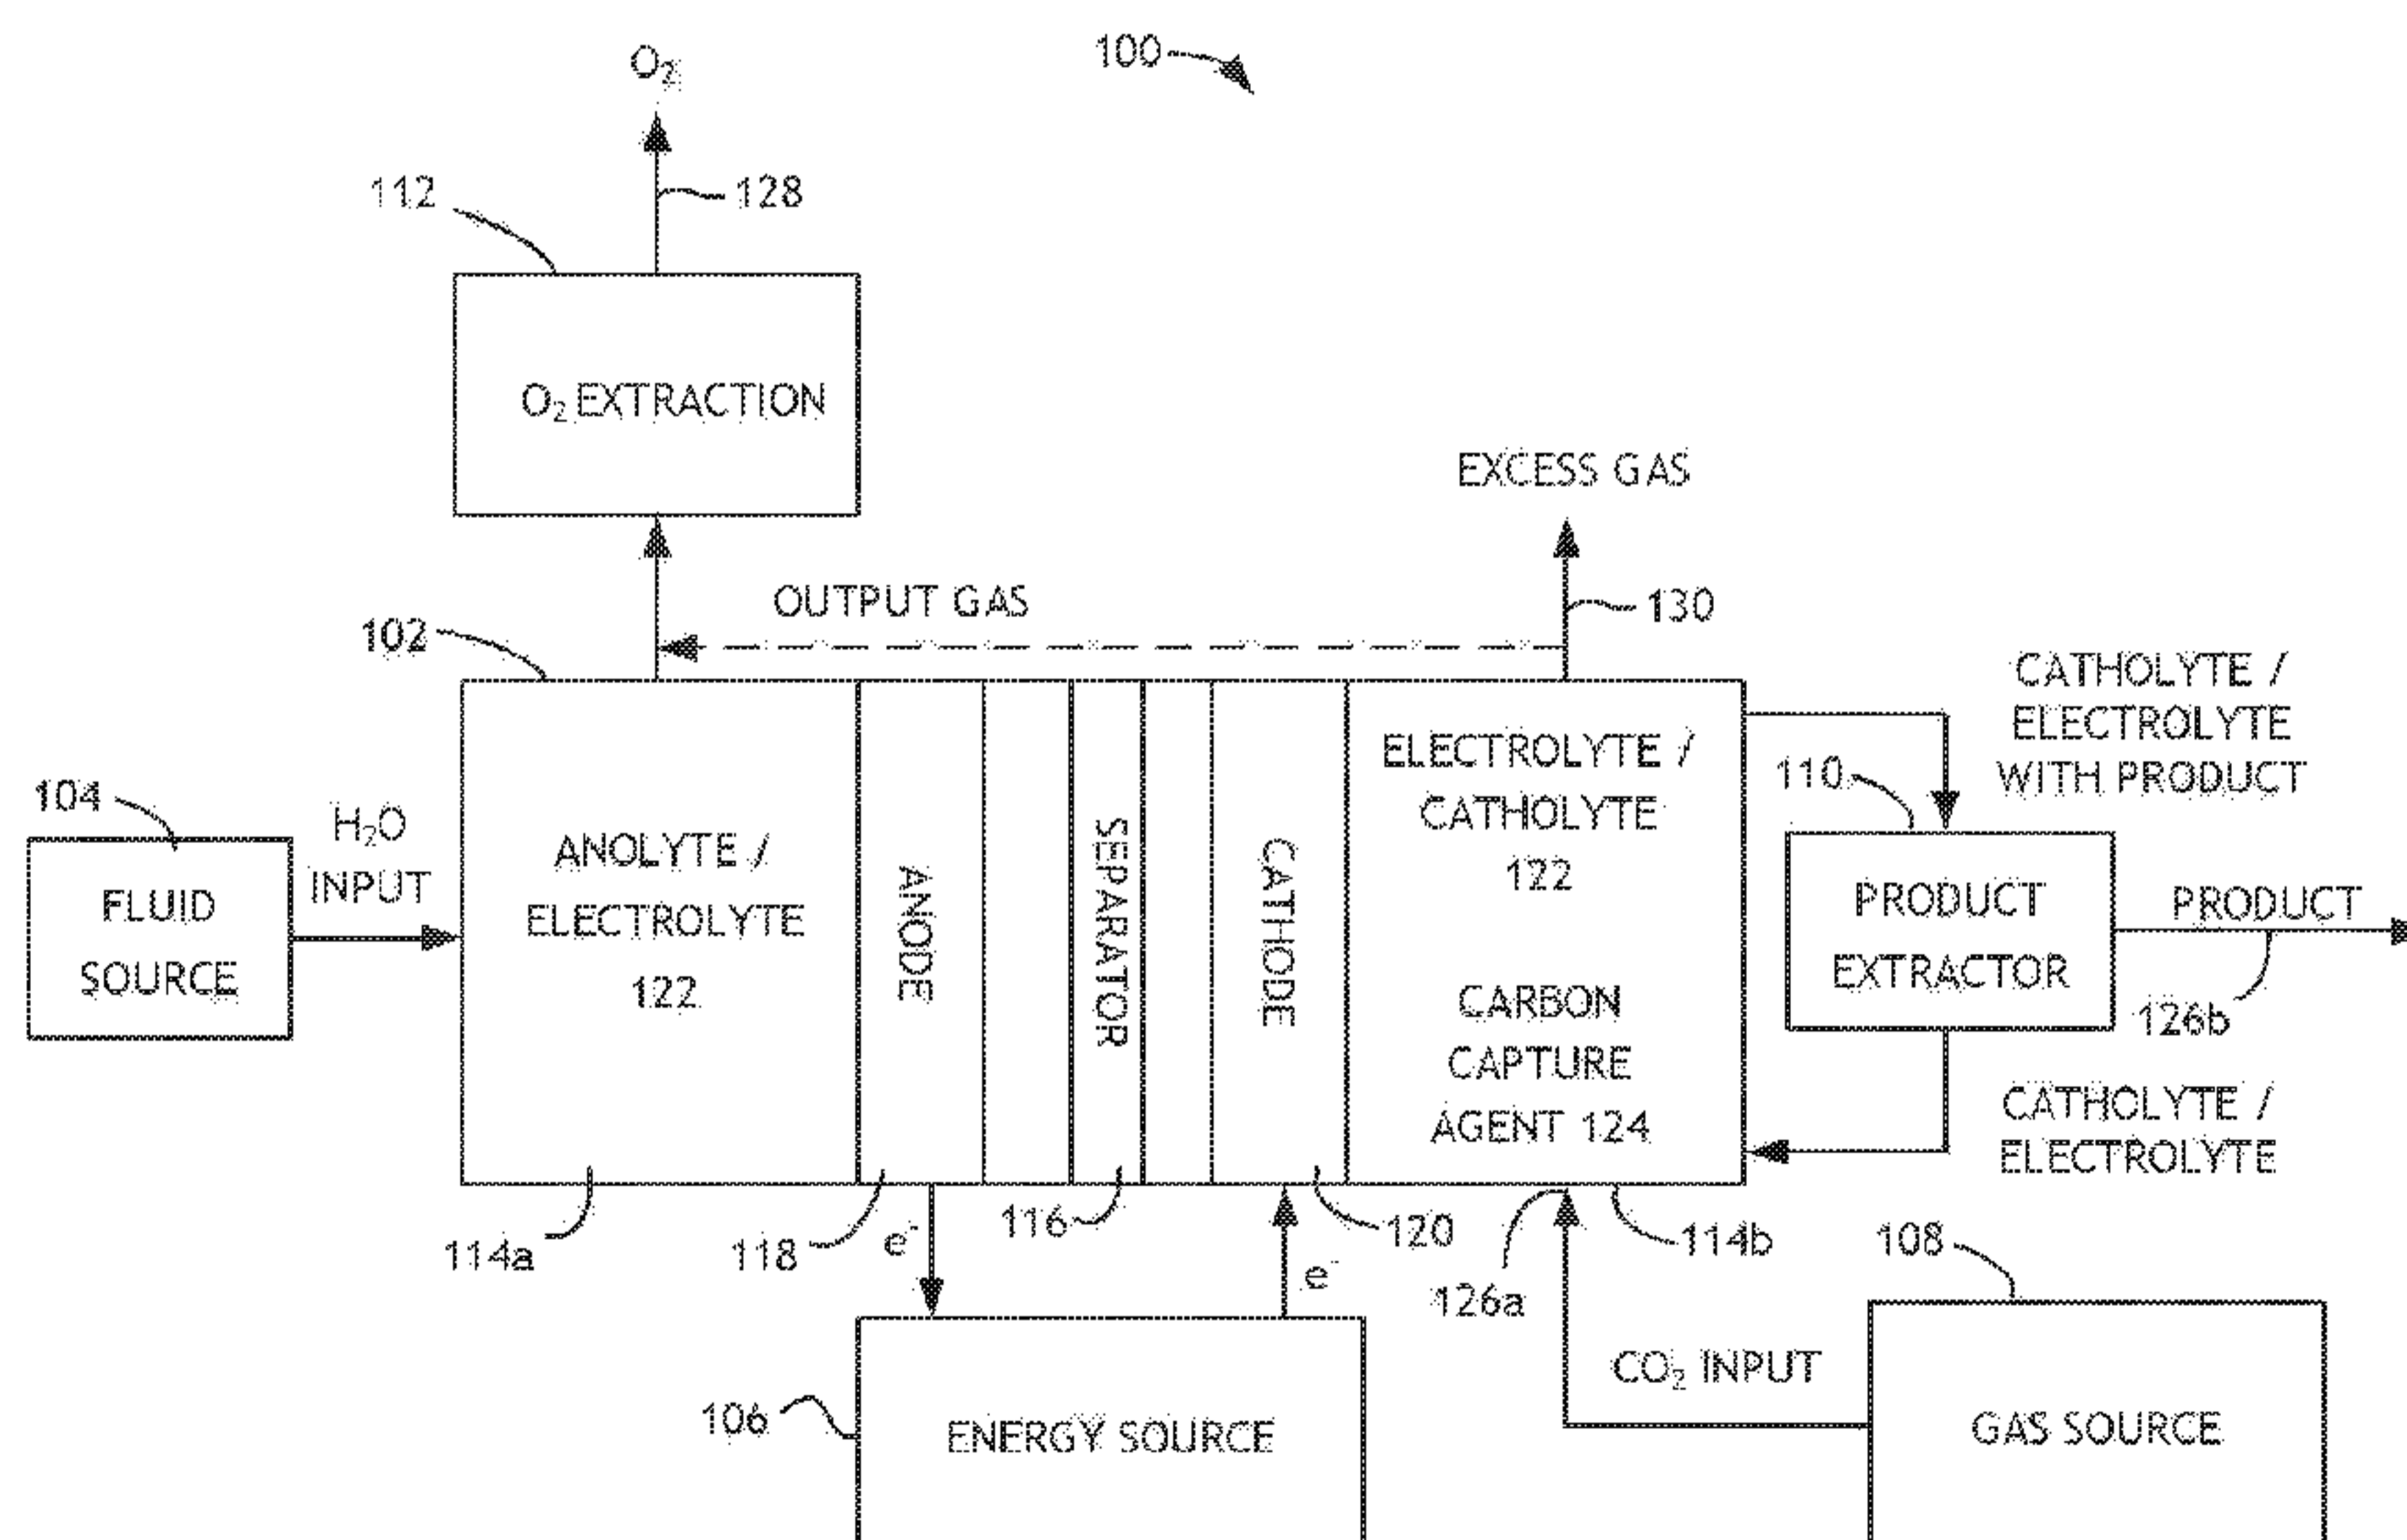 100
O₂
112
128
O₂ EXTRACTION
EXCESS GAS
OUTPUT GAS
130
102
CATHOLYTE /
ELECTROLYTE
WITH PRODUCT
104
H₂O
INPUT
FLUID
SOURCE
ANOLYTE /
ELECTROLYTE
122
ANODE
SEPARATOR
CATHODE
ELECTROLYTE /
CATHOLYTE
122
CARBON
CAPTURE
AGENT 124
110
PRODUCT
EXTRACTOR
PRODUCT
126b
CATHOLYTE /
ELECTROLYTE
114a
118
e⁻
116
e⁻
120
126a
114b
108
CO₂ INPUT
106
ENERGY SOURCE
GAS SOURCE